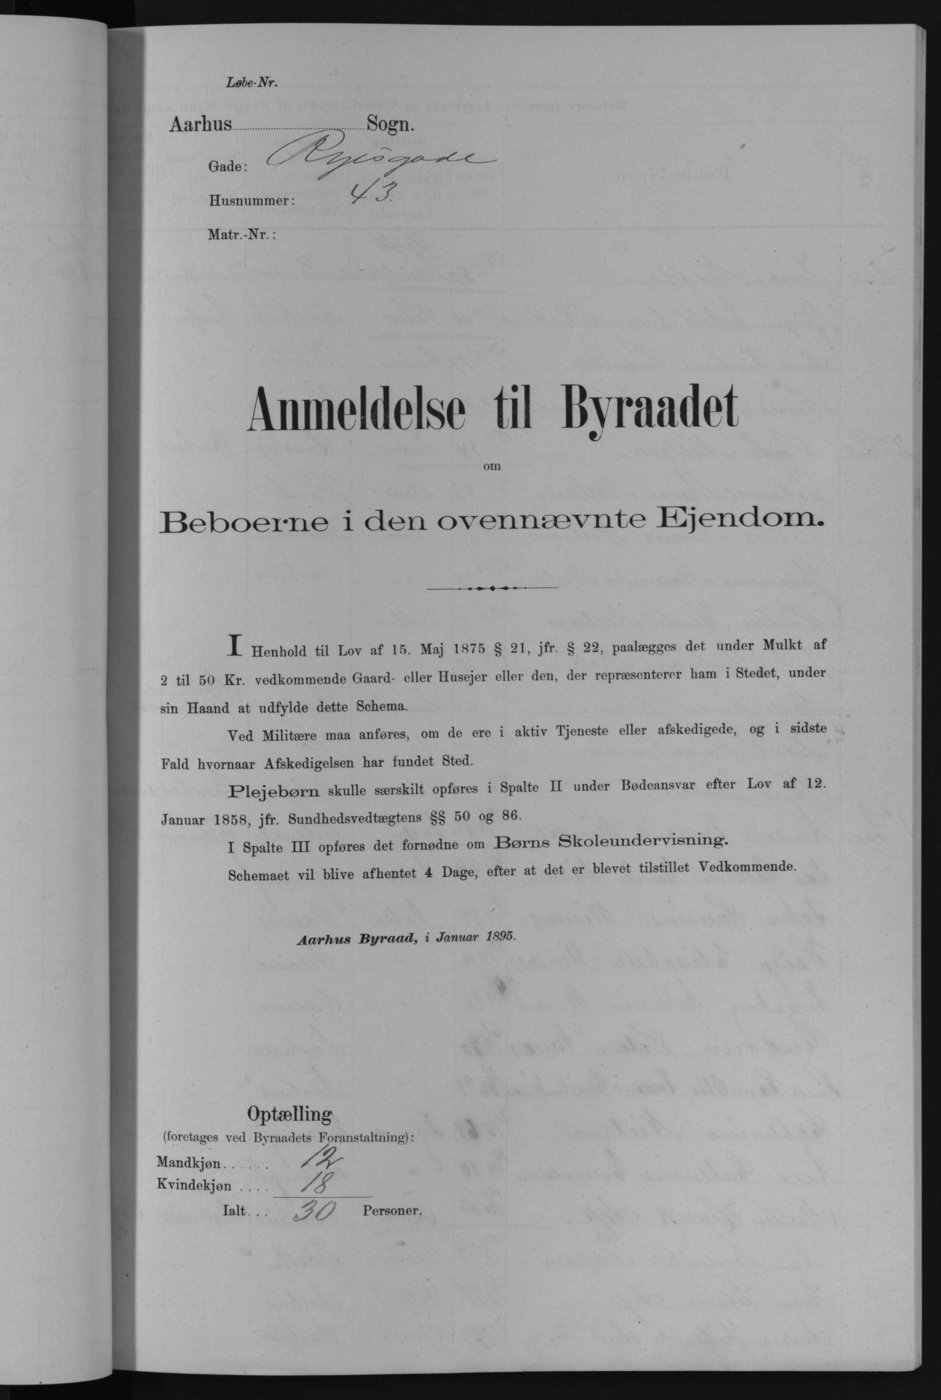 Løbe-Nr.
Aarhus Sogn.
Gade: Ryesgade
Husnummer: 43.
Matr.-Nr.:
Anmeldelse til Byraadet
om
Beboerne i den ovennævnte Ejendom.
I Henhold til Lov af 15. Maj 1875 § 21, jfr. § 22, paalægges det under Mulkt af
2 til 50 Kr. vedkommende Gaard- eller Husejer eller den, der repræsenterer ham i Stedet, under
sin Haand at udfylde dette Schema.
Ved Militære maa anføres, om de ere i aktiv Tjeneste eller afskedigede, og i sidste
Fald hvornaar Afskedigelsen har fundet Sted.
Plejebørn skulle særskilt opføres i Spalte II under Bødeansvar efter Lov af 12.
Januar 1858, jfr. Sundhedsvedtægtens §§ 50 og 86.
I Spalte III opføres det fornødne om Børns Skoleundervisning.
Schemaet vil blive afhentet 4 Dage, efter at det er blevet tilstillet Vedkommende.
Aarhus Byraad, i Januar 1895.
Optælling
(foretages ved Byraadets Foranstaltning):
Mandkjøn...... 12
Kvindekjøn .... 18
Ialt... 30 Personer.